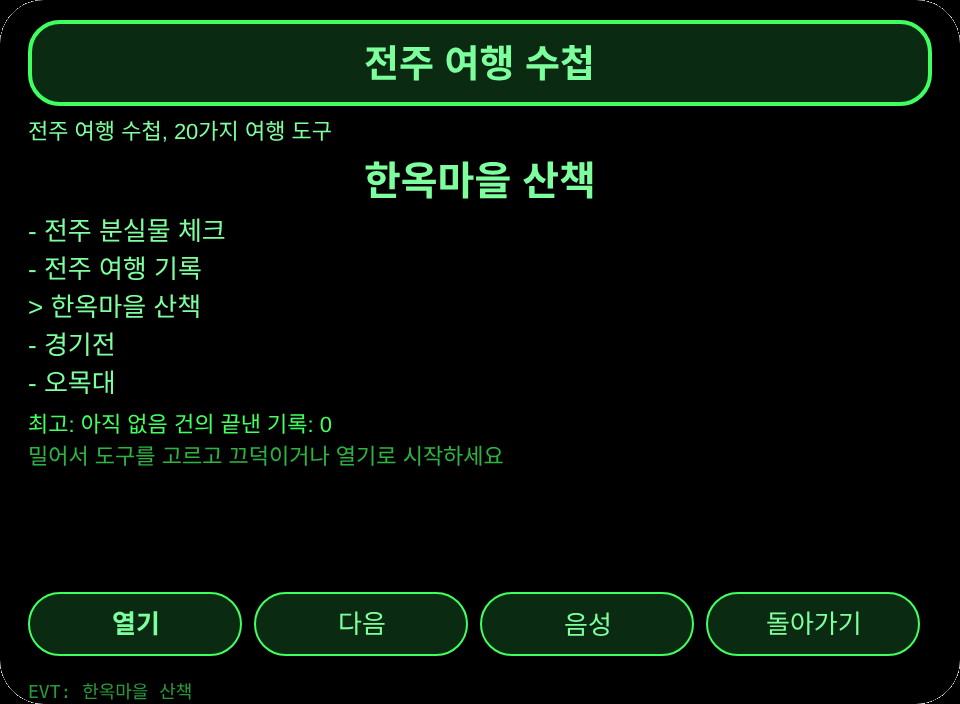 전주 여행 수첩
전주 여행 수첩, 20가지 여행 도구
한옥마을 산책
- 전주 분실물 체크
- 전주 여행 기록
> 한옥마을 산책
- 경기전
- 오목대
최고: 아직 없음 건의 끝낸 기록: 0
밀어서 도구를 고르고 끄덕이거나 열기로 시작하세요
열기 다음 음성 돌아가기
EVT: 한옥마을 산책